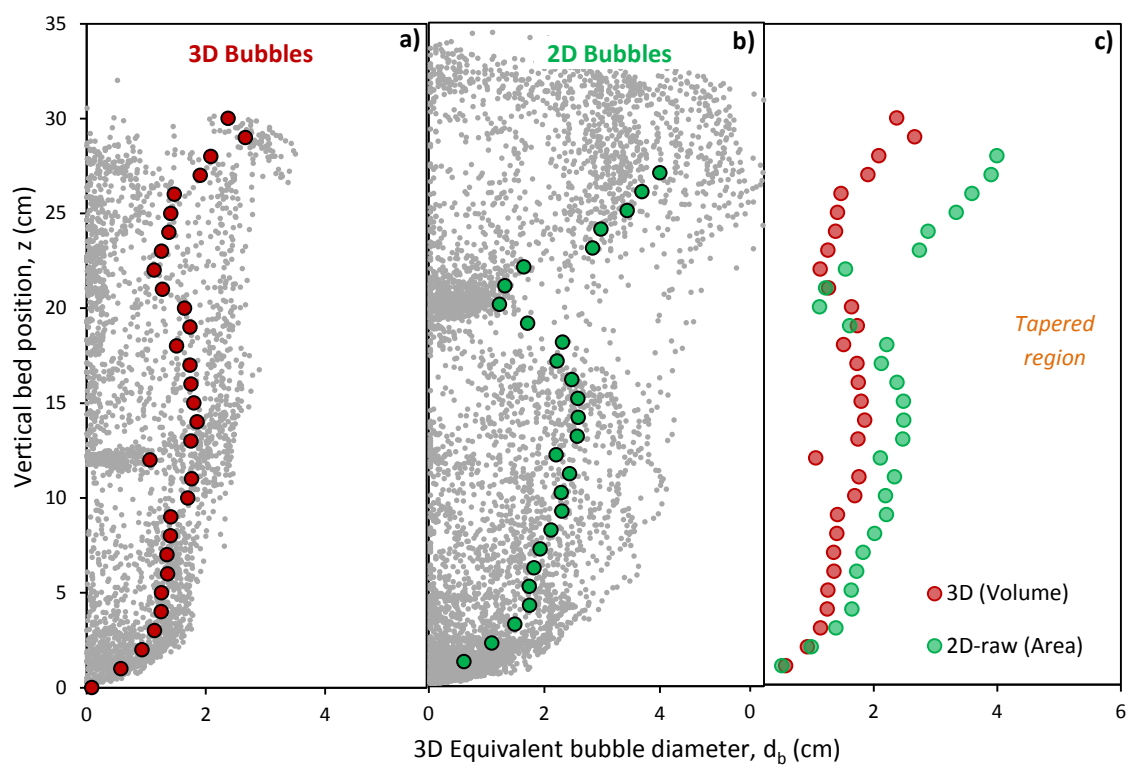 a)
3D Bubbles
b)
2D Bubbles
c)
Tapered
region
3D (Volume)
2D-raw (Area)
Vertical bed position, z (cm)
35
30
25
20
15
10
5
0
0 2 4 0 2 4 0 2 4 6
3D Equivalent bubble diameter, d_b (cm)